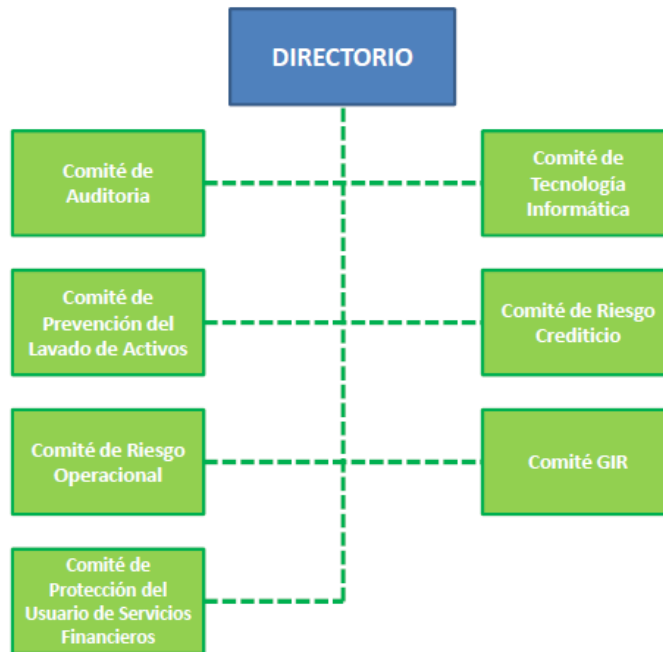 DIRECTORIO
Comité de
Auditoria
Comité de
Tecnología
Informática
Comité de
Prevención del
Lavado de Activos
Comité de Riesgo
Crediticio
Comité de Riesgo
Operacional
Comité GIR
Comité de
Protección del
Usuario de Servicios
Financieros